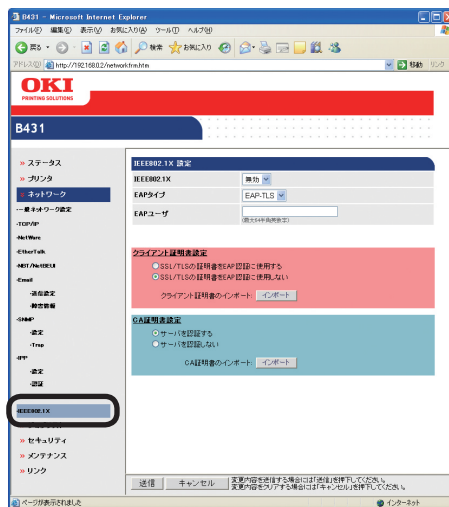 B431 - Microsoft Internet Explorer
ファイル(F) 編集(E) 表示(V) お気に入り(A) ツール(T) ヘルプ(H)
戻る 検索 お気に入り
アドレス(D) http://192.168.0.2/networkfrm.htm 移動 リンク
OKI
PRINTING SOLUTIONS
B431
» ステータス
» プリンタ
» ネットワーク
-一般ネットワーク設定
-TCP/IP
-NetWare
-EtherTalk
-NBT/NetBEUI
-Email
-送信設定
-障害情報
-SNMP
-設定
-Trap
-IPP
-設定
-認証
-IEEE802.1X
» セキュリティ
» メンテナンス
» リンク
IEEE802.1X 設定
IEEE802.1X 無効
EAPタイプ EAP-TLS
EAPユーザ
(最大64半角英数字)
クライアント証明書設定
SSL/TLSの証明書をEAP認証に使用する
SSL/TLSの証明書をEAP認証に使用しない
クライアント証明書のインポート: インポート
CA証明書設定
サーバを認証する
サーバを認証しない
CA証明書のインポート: インポート
送信 キャンセル 変更内容を送信する場合には「送信」を押下してください。
変更内容をクリアする場合には「キャンセル」を押下してください。
ページが表示されました インターネット